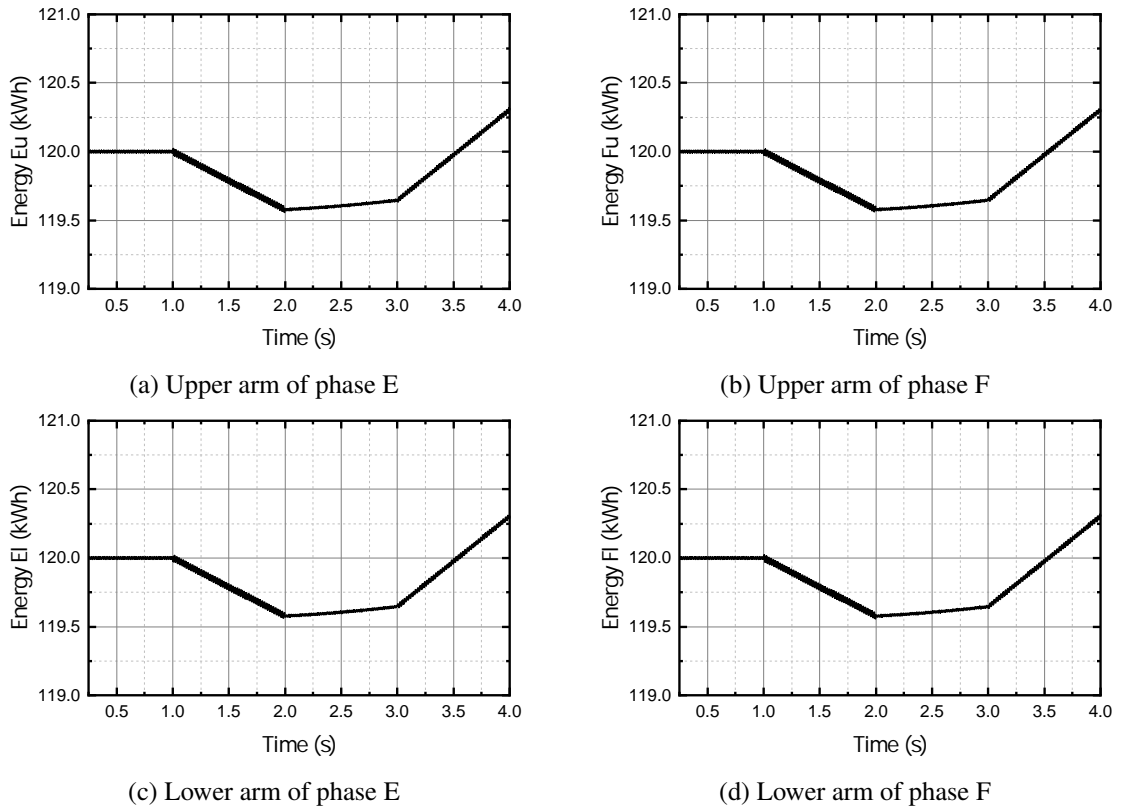 121.0
120.5
120.0
119.5
119.0
Energy Eu (kWh)
0.5 1.0 1.5 2.0 2.5 3.0 3.5 4.0
Time (s)
(a) Upper arm of phase E
121.0
120.5
120.0
119.5
119.0
Energy Fu (kWh)
0.5 1.0 1.5 2.0 2.5 3.0 3.5 4.0
Time (s)
(b) Upper arm of phase F
121.0
120.5
120.0
119.5
119.0
Energy El (kWh)
0.5 1.0 1.5 2.0 2.5 3.0 3.5 4.0
Time (s)
(c) Lower arm of phase E
121.0
120.5
120.0
119.5
119.0
Energy Fl (kWh)
0.5 1.0 1.5 2.0 2.5 3.0 3.5 4.0
Time (s)
(d) Lower arm of phase F